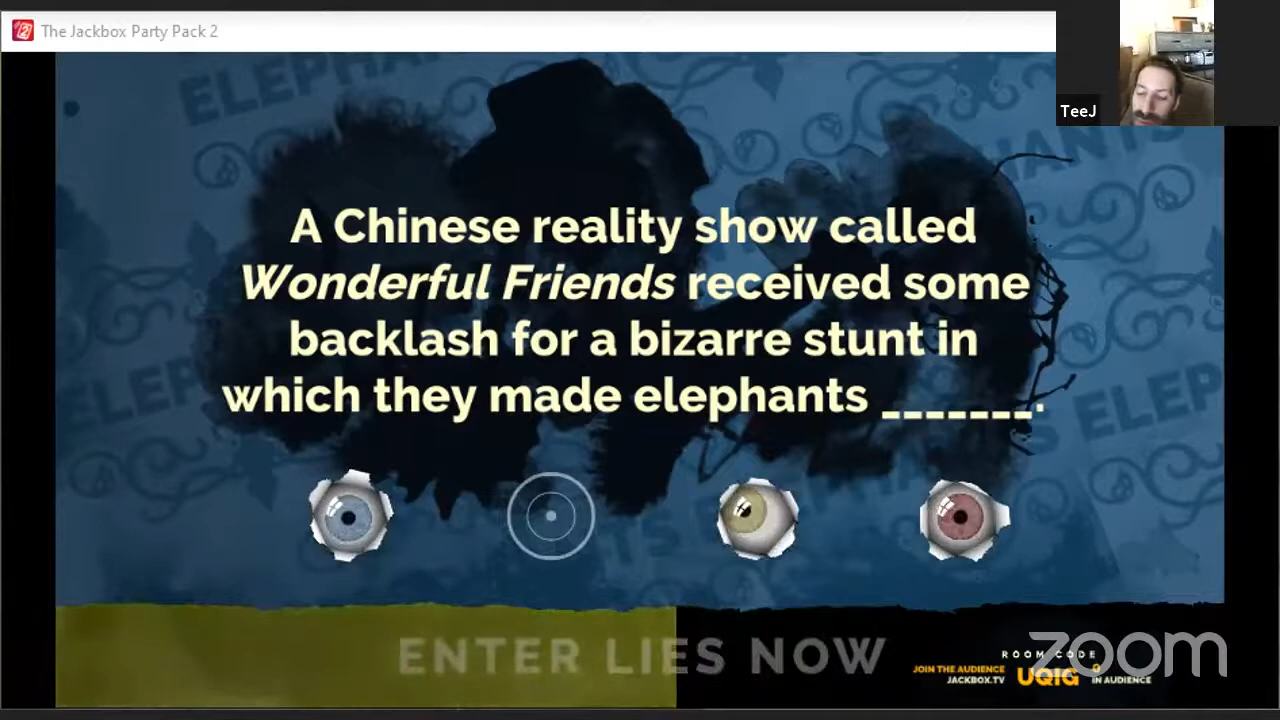 The Jackbox Party Pack 2
TeeJ
ELEPHANTS
A Chinese reality show called
Wonderful Friends received some
backlash for a bizarre stunt in
which they made elephants _______.
ENTER LIES NOW
ROOM CODE
JOIN THE AUDIENCE
JACKBOX.TV
UQIG
0
IN AUDIENCE
zoom